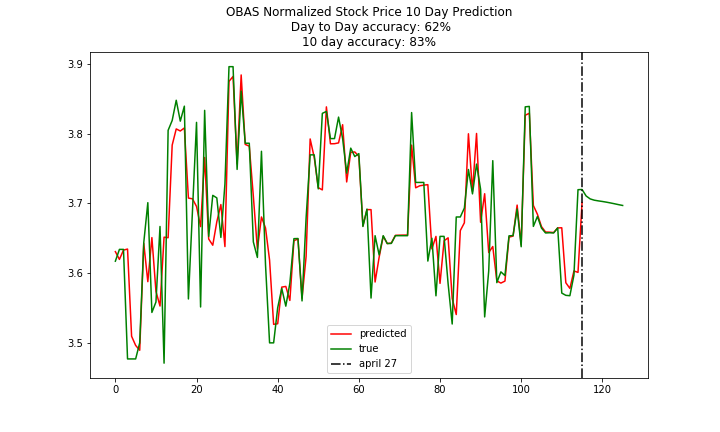 OBAS Normalized Stock Price 10 Day Prediction
Day to Day accuracy: 62%
10 day accuracy: 83%
3.9
3.8
3.7
3.6
3.5
predicted
true
april 27
0 20 40 60 80 100 120